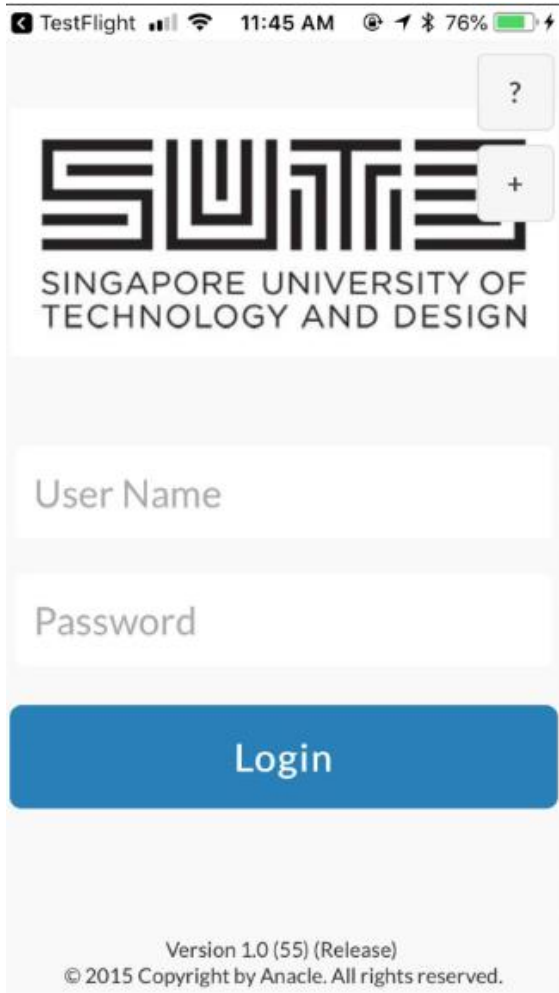 TestFlight 11:45 AM 76%
?
+
SUTD
SINGAPORE UNIVERSITY OF
TECHNOLOGY AND DESIGN
User Name
Password
Login
Version 1.0 (55) (Release)
© 2015 Copyright by Anacle. All rights reserved.